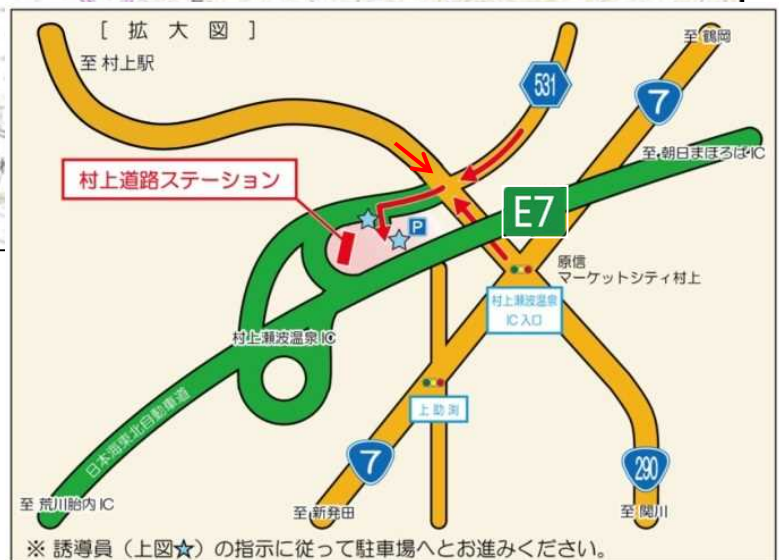 [ 拡 大 図 ]
至 村上駅
至 鶴岡
531
7
至 朝日まほろばIC
村上道路ステーション
P
E7
原信
マーケットシティ村上
村上瀬波温泉
IC入口
村上瀬波温泉IC
上助渕
日本海東北自動車道
7
290
至 荒川胎内IC
至 新発田
至 関川
※ 誘導員（上図★）の指示に従って駐車場へとお進みください。